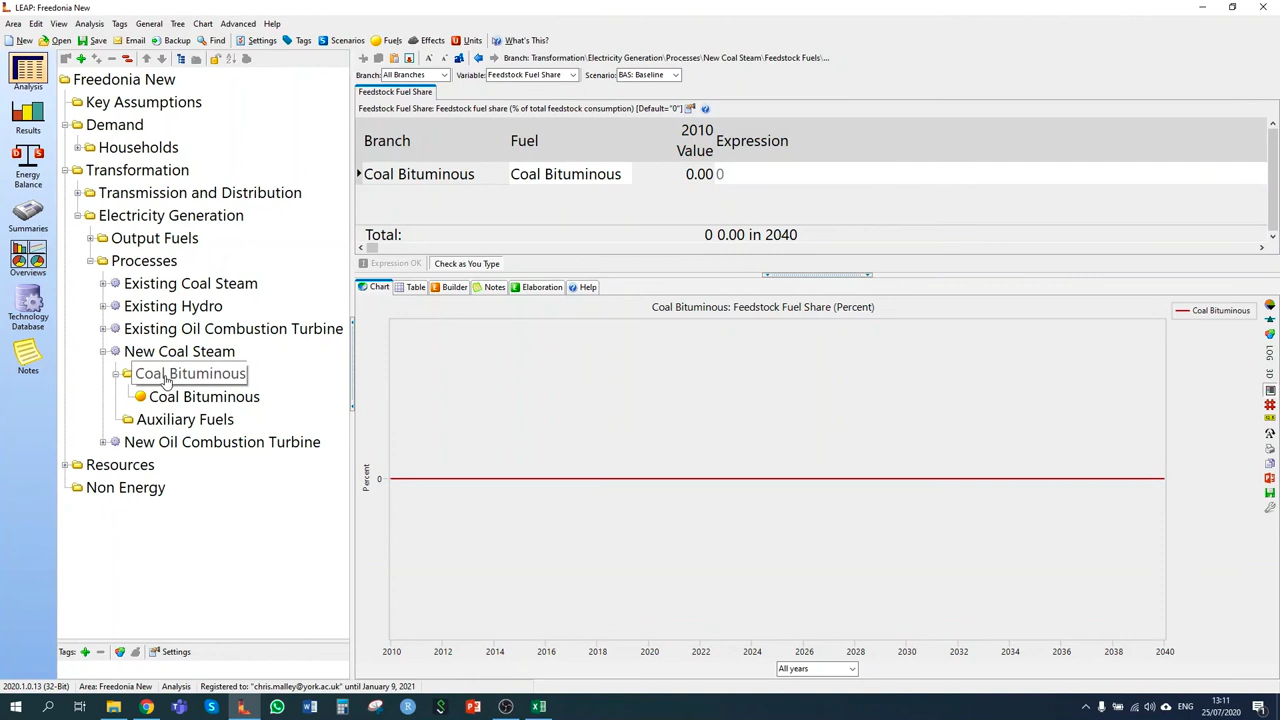 LEAP: Freedonia New
Area Edit View Analysis Tags General Tree Chart Advanced Help
New Open Save Email Backup Find Settings Tags Scenarios Fuels Effects Units What's This?
Analysis
Results
Energy
Balance
Summaries
Overviews
Technology
Database
Notes
Freedonia New
Key Assumptions
Demand
Households
Transformation
Transmission and Distribution
Electricity Generation
Output Fuels
Processes
Existing Coal Steam
Existing Hydro
Existing Oil Combustion Turbine
New Coal Steam
Coal Bituminous
Coal Bituminous
Auxiliary Fuels
New Oil Combustion Turbine
Resources
Non Energy
Tags: Settings
Branch: Transformation\Electricity Generation\Processes\New Coal Steam\Feedstock Fuels\...
Branch: All Branches Variable: Feedstock Fuel Share Scenario: BAS: Baseline
Feedstock Fuel Share
Feedstock Fuel Share: Feedstock fuel share (% of total feedstock consumption) [Default="0"]
Branch Fuel 2010 Value Expression
Coal Bituminous Coal Bituminous 0.00 0
Total: 0 0.00 in 2040
Expression OK Check as You Type
Chart Table Builder Notes Elaboration Help
Coal Bituminous: Feedstock Fuel Share (Percent)
Coal Bituminous
LOG
3D
0.5
Percent
0
2010 2012 2014 2016 2018 2020 2022 2024 2026 2028 2030 2032 2034 2036 2038 2040
All years
2020.1.0.13 (32-Bit) Area: Freedonia New Analysis Registered to: "chris.malley@york.ac.uk" until January 9, 2021
ENG
13:11
25/07/2020